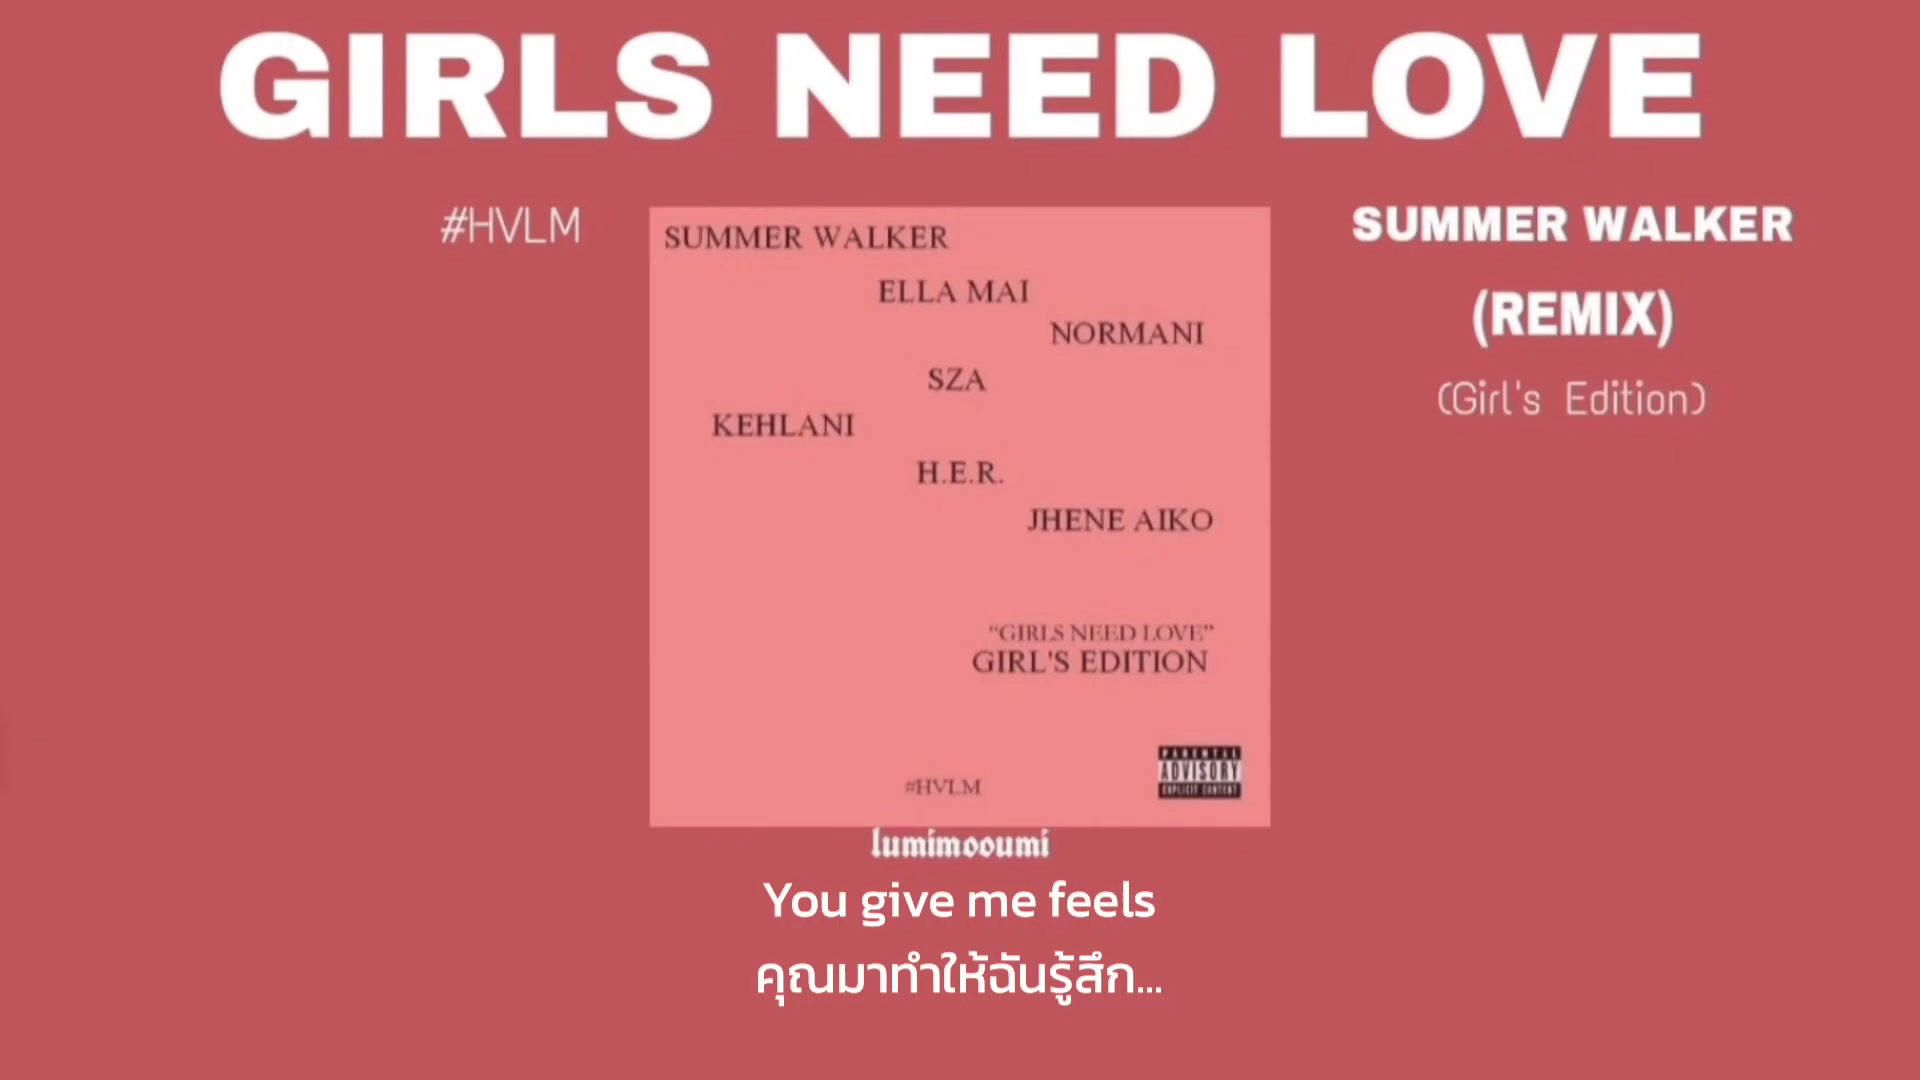 GIRLS NEED LOVE
#HVLM
SUMMER WALKER
(REMIX)
(Girl's Edition)
SUMMER WALKER
ELLA MAI
NORMANI
SZA
KEHLANI
H.E.R.
JHENE AIKO
“GIRLS NEED LOVE”
GIRL'S EDITION
#HVLM
PARENTAL
ADVISORY
EXPLICIT CONTENT
lumimooumi
You give me feels
คุณมาทำให้ฉันรู้สึก...